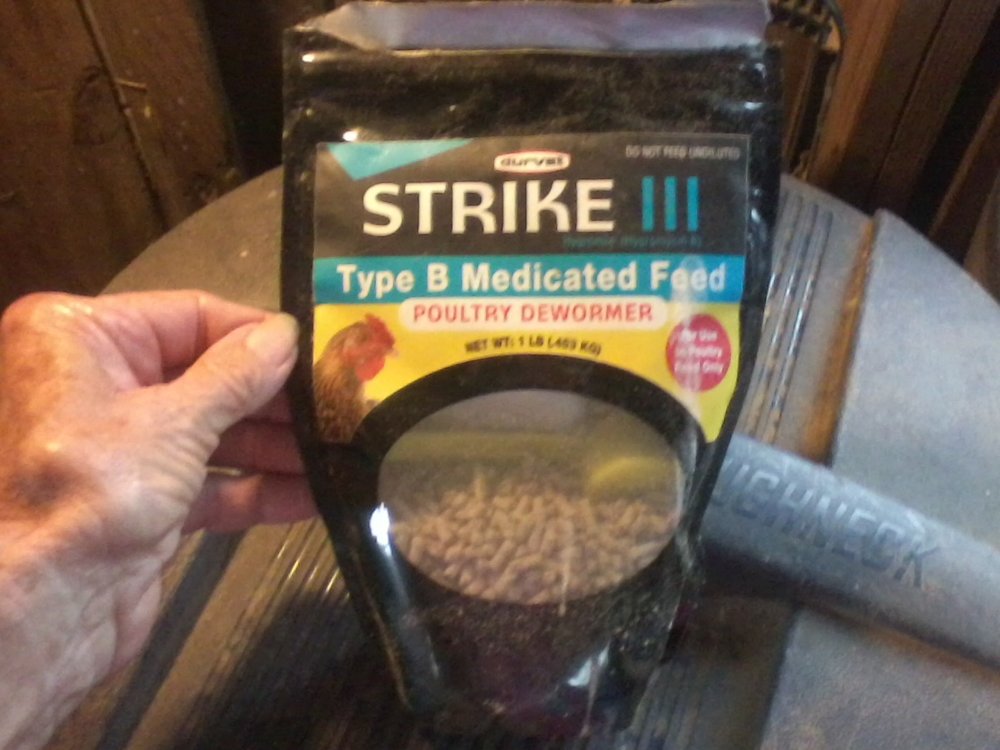 durvet
DO NOT FEED UNDILUTED
STRIKE III
Type B Medicated Feed
POULTRY DEWORMER
NET WT: 1 LB (.453 KG)
For Use
in Poultry
Feed Only
ROUGHNECK